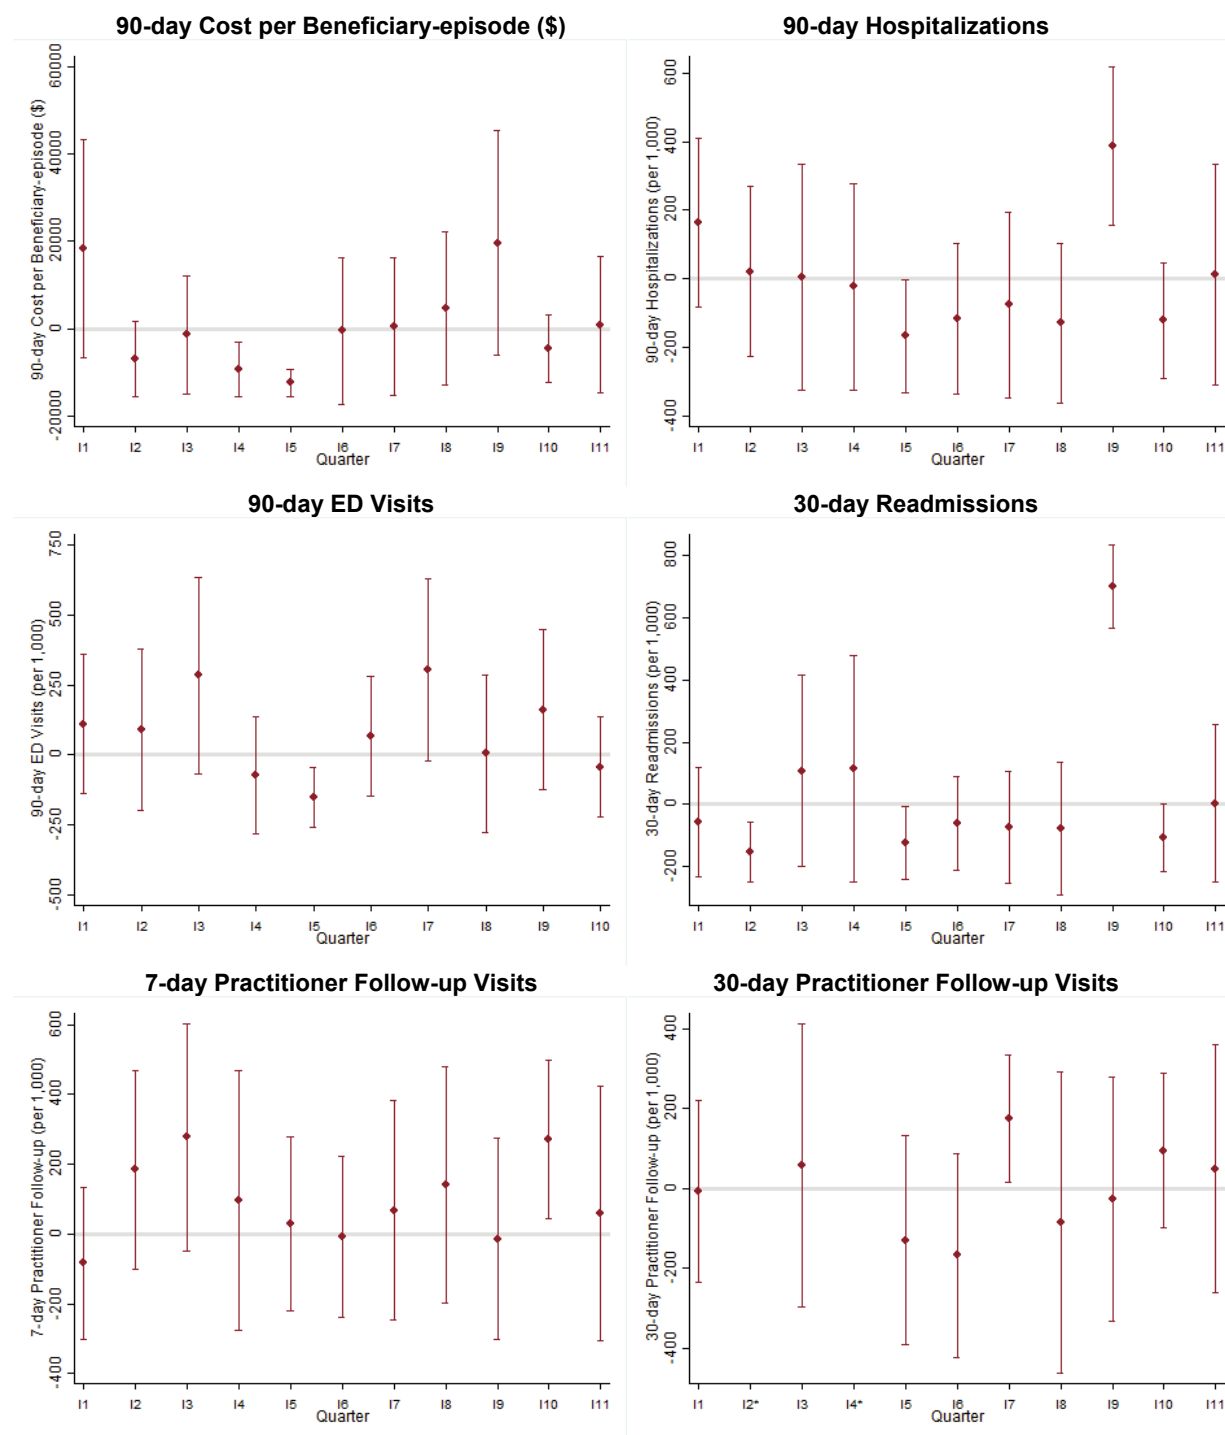 90-day Cost per Beneficiary-episode ($)
90-day Cost per Beneficiary-episode ($)
60000
40000
20000
0
-20000
I1 I2 I3 I4 I5 I6 I7 I8 I9 I10 I11
Quarter
90-day Hospitalizations
90-day Hospitalizations (per 1,000)
600
400
200
0
-200
-400
I1 I2 I3 I4 I5 I6 I7 I8 I9 I10 I11
Quarter
90-day ED Visits
90-day ED Visits (per 1,000)
750
500
250
0
-250
-500
I1 I2 I3 I4 I5 I6 I7 I8 I9 I10
Quarter
30-day Readmissions
30-day Readmissions (per 1,000)
800
600
400
200
0
-200
I1 I2 I3 I4 I5 I6 I7 I8 I9 I10 I11
Quarter
7-day Practitioner Follow-up Visits
7-day Practitioner Follow-up (per 1,000)
600
400
200
0
-200
-400
I1 I2 I3 I4 I5 I6 I7 I8 I9 I10 I11
Quarter
30-day Practitioner Follow-up Visits
30-day Practitioner Follow-up (per 1,000)
400
200
0
-200
-400
I1 I2* I3 I4* I5 I6 I7 I8 I9 I10 I11
Quarter